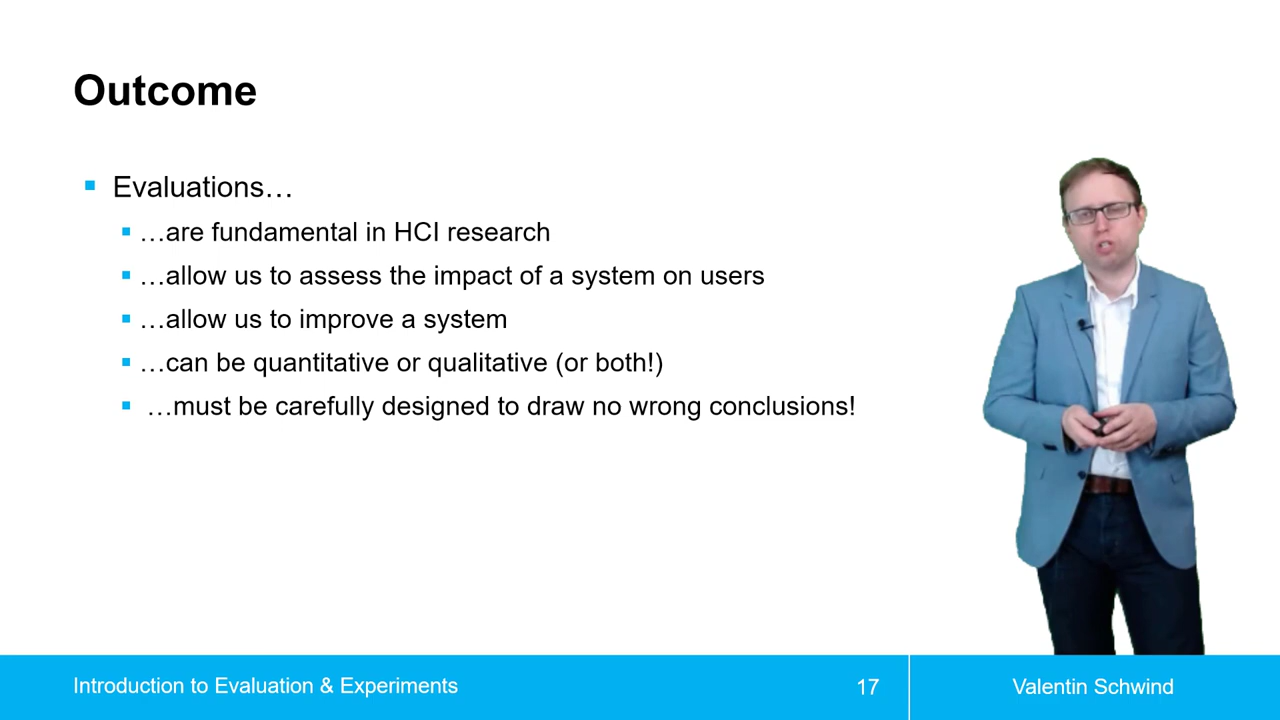 Outcome
Evaluations…
…are fundamental in HCI research
…allow us to assess the impact of a system on users
…allow us to improve a system
…can be quantitative or qualitative (or both!)
…must be carefully designed to draw no wrong conclusions!
Introduction to Evaluation & Experiments
17
Valentin Schwind